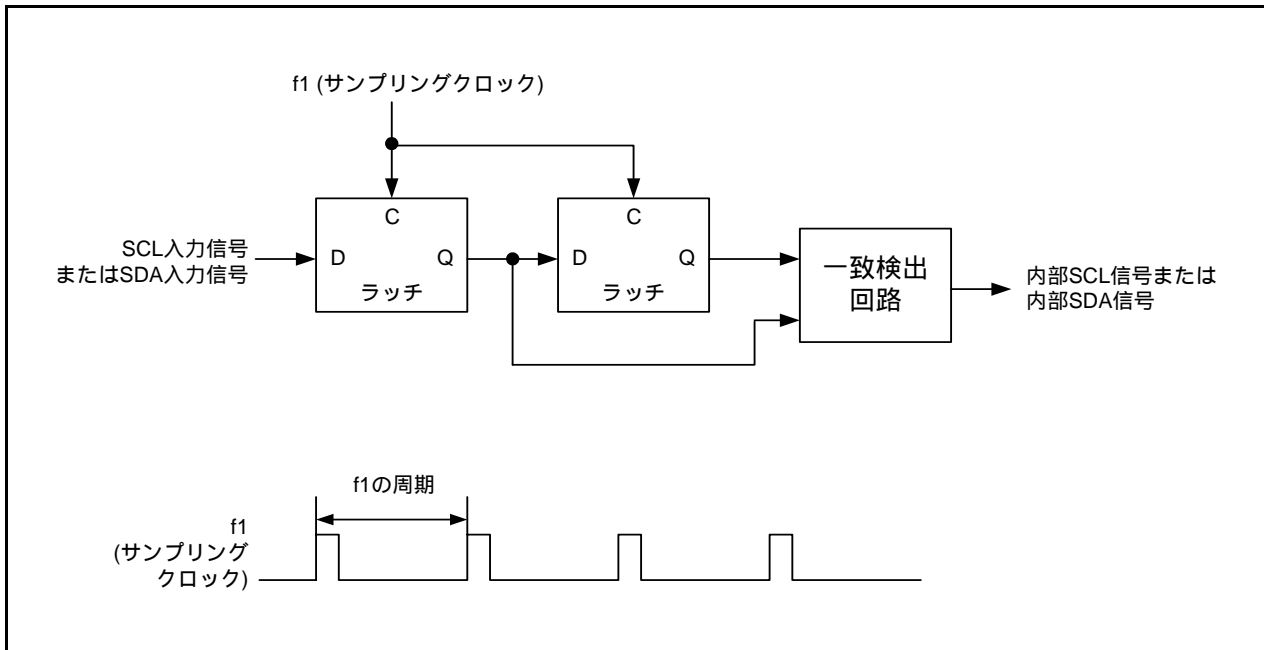 f1 (サンプリングクロック)
SCL入力信号
またはSDA入力信号
C
D
Q
ラッチ
C
D
Q
ラッチ
一致検出
回路
内部SCL信号または
内部SDA信号
f1の周期
f1
(サンプリング
クロック)